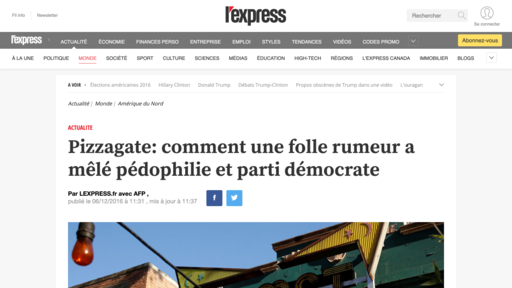 Fil info Newsletter
l'express
Rechercher
Se connecter
l'express ACTUALITÉ ÉCONOMIE FINANCES PERSO ENTREPRISE EMPLOI STYLES TENDANCES VIDÉOS CODES PROMO
Abonnez-vous
À LA UNE POLITIQUE MONDE SOCIÉTÉ SPORT CULTURE SCIENCES MÉDIAS ÉDUCATION HIGH-TECH RÉGIONS L'EXPRESS CANADA IMMOBILIER BLOGS
A VOIR Élections américaines 2016 Hillary Clinton Donald Trump Débats Trump-Clinton Propos obscènes de Trump dans une vidéo L'ouragan
Actualité | Monde | Amérique du Nord
ACTUALITE
Pizzagate: comment une folle rumeur a
mêlé pédophilie et parti démocrate
Par LEXPRESS.fr avec AFP ,
publié le 06/12/2016 à 11:31 , mis à jour à 11:37